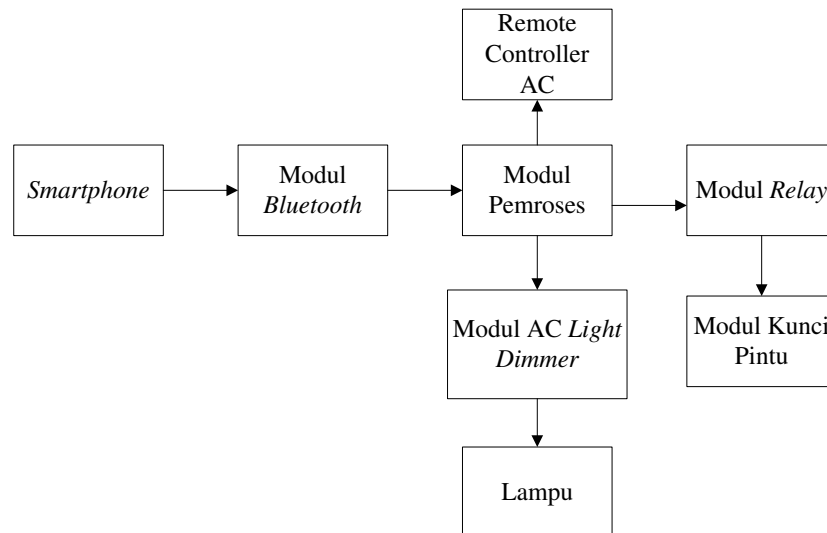 Remote
Controller
AC
Smartphone
Modul
Bluetooth
Modul
Pemroses
Modul Relay
Modul AC Light
Dimmer
Modul Kunci
Pintu
Lampu